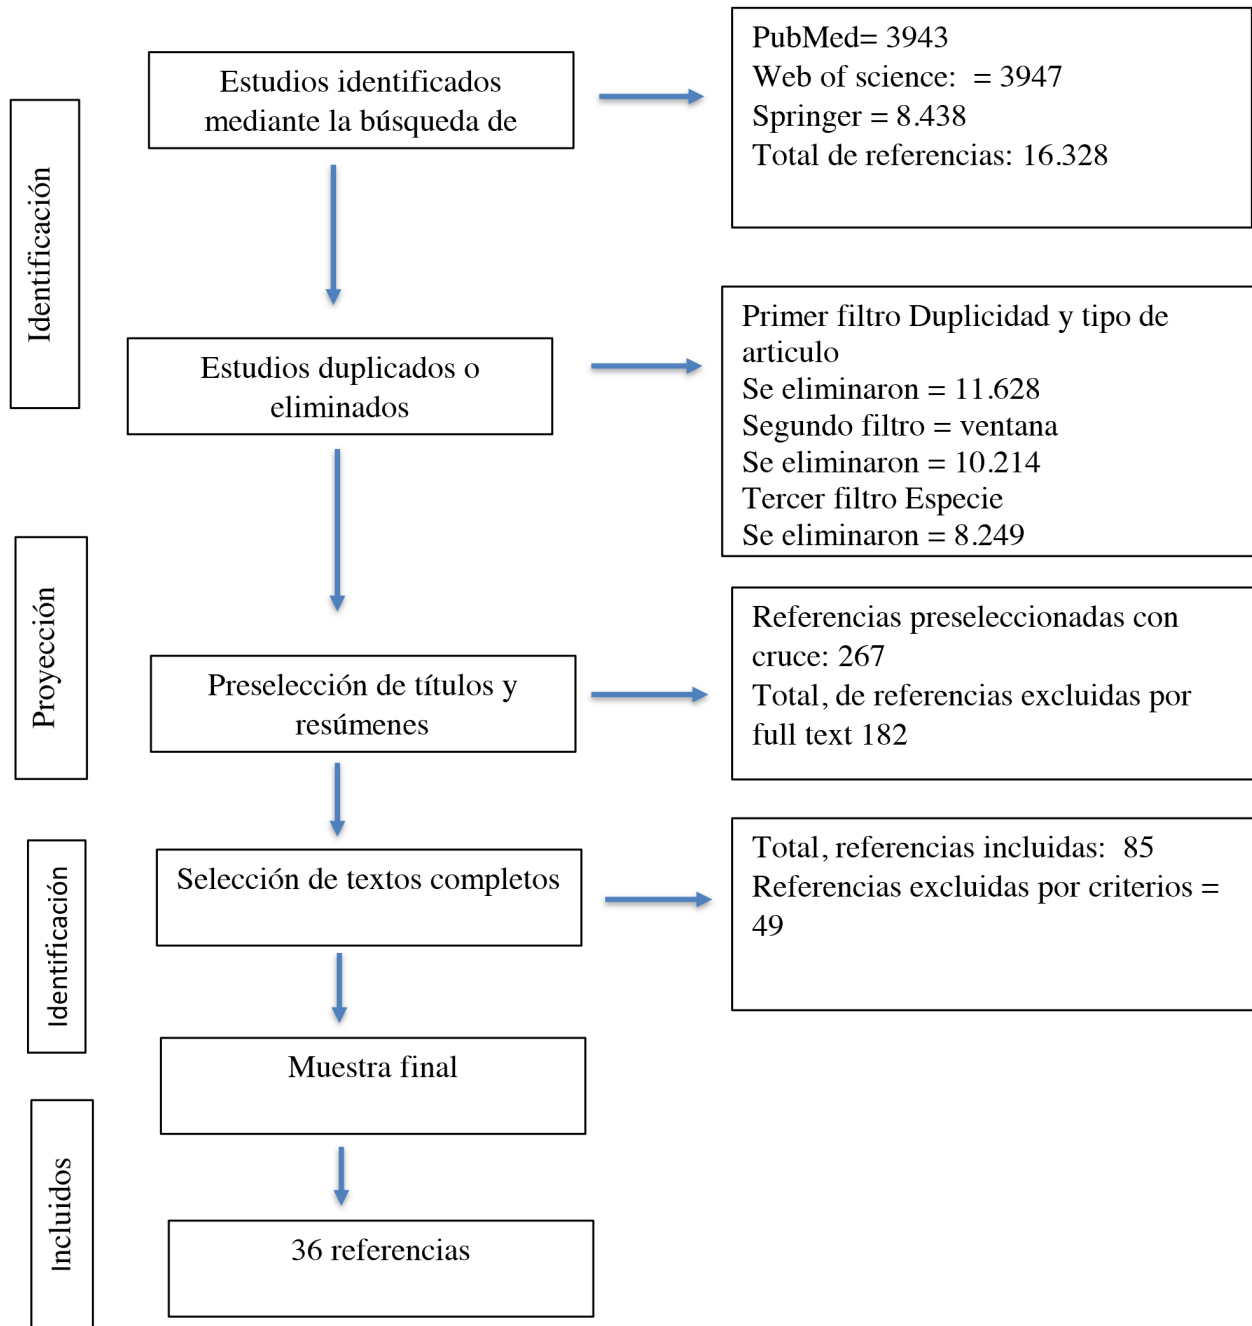 Identificación
Estudios identificados
mediante la búsqueda de
PubMed= 3943
Web of science:  = 3947
Springer = 8.438
Total de referencias: 16.328
Estudios duplicados o
eliminados
Primer filtro Duplicidad y tipo de
articulo
Se eliminaron = 11.628
Segundo filtro = ventana
Se eliminaron = 10.214
Tercer filtro Especie
Se eliminaron = 8.249
Proyección
Preselección de títulos y
resúmenes
Referencias preseleccionadas con
cruce: 267
Total, de referencias excluidas por
full text 182
Identificación
Selección de textos completos
Total, referencias incluidas:  85
Referencias excluidas por criterios =
49
Muestra final
Incluidos
36 referencias